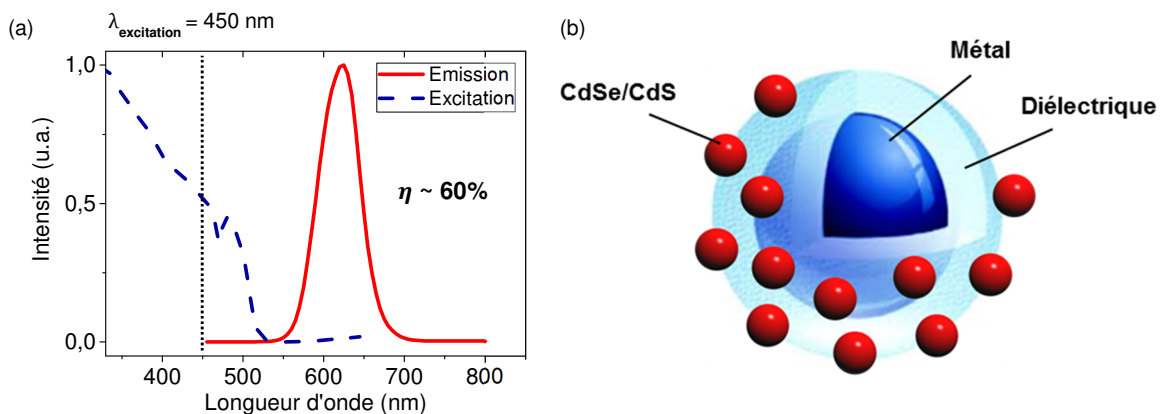 (a)
λexcitation = 450 nm
1,0
0,5
0,0
Intensité (u.a.)
Emission
Excitation
η ~ 60%
400 500 600 700 800
Longueur d'onde (nm)
(b)
Métal
CdSe/CdS
Diélectrique